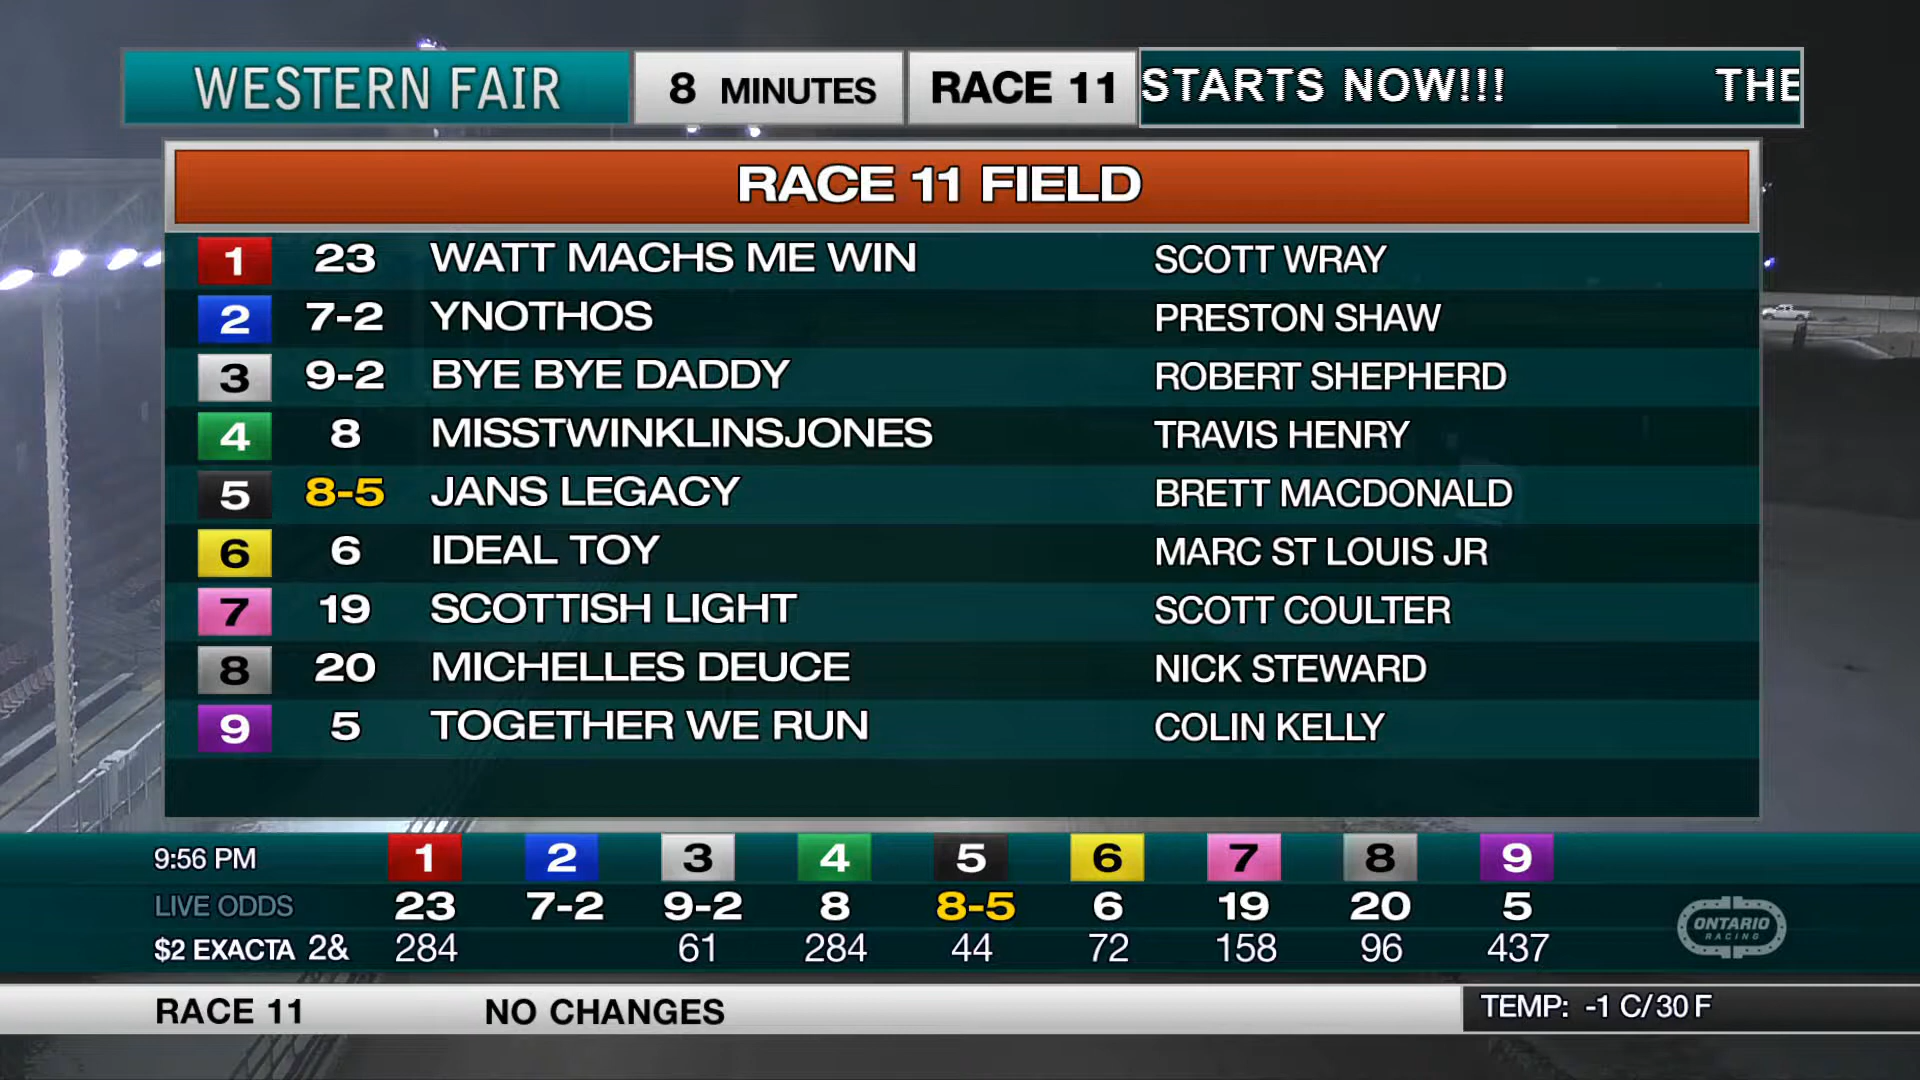 WESTERN FAIR 8 MINUTES RACE 11 STARTS NOW!!! THE
RACE 11 FIELD
1 23 WATT MACHS ME WIN SCOTT WRAY
2 7-2 YNOTHOS PRESTON SHAW
3 9-2 BYE BYE DADDY ROBERT SHEPHERD
4 8 MISSTWINKLINSJONES TRAVIS HENRY
5 8-5 JANS LEGACY BRETT MACDONALD
6 6 IDEAL TOY MARC ST LOUIS JR
7 19 SCOTTISH LIGHT SCOTT COULTER
8 20 MICHELLES DEUCE NICK STEWARD
9 5 TOGETHER WE RUN COLIN KELLY
9:56 PM 1 2 3 4 5 6 7 8 9
LIVE ODDS 23 7-2 9-2 8 8-5 6 19 20 5
$2 EXACTA 2& 284 61 284 44 72 158 96 437
ONTARIO
RACING
RACE 11 NO CHANGES TEMP: -1 C/30 F